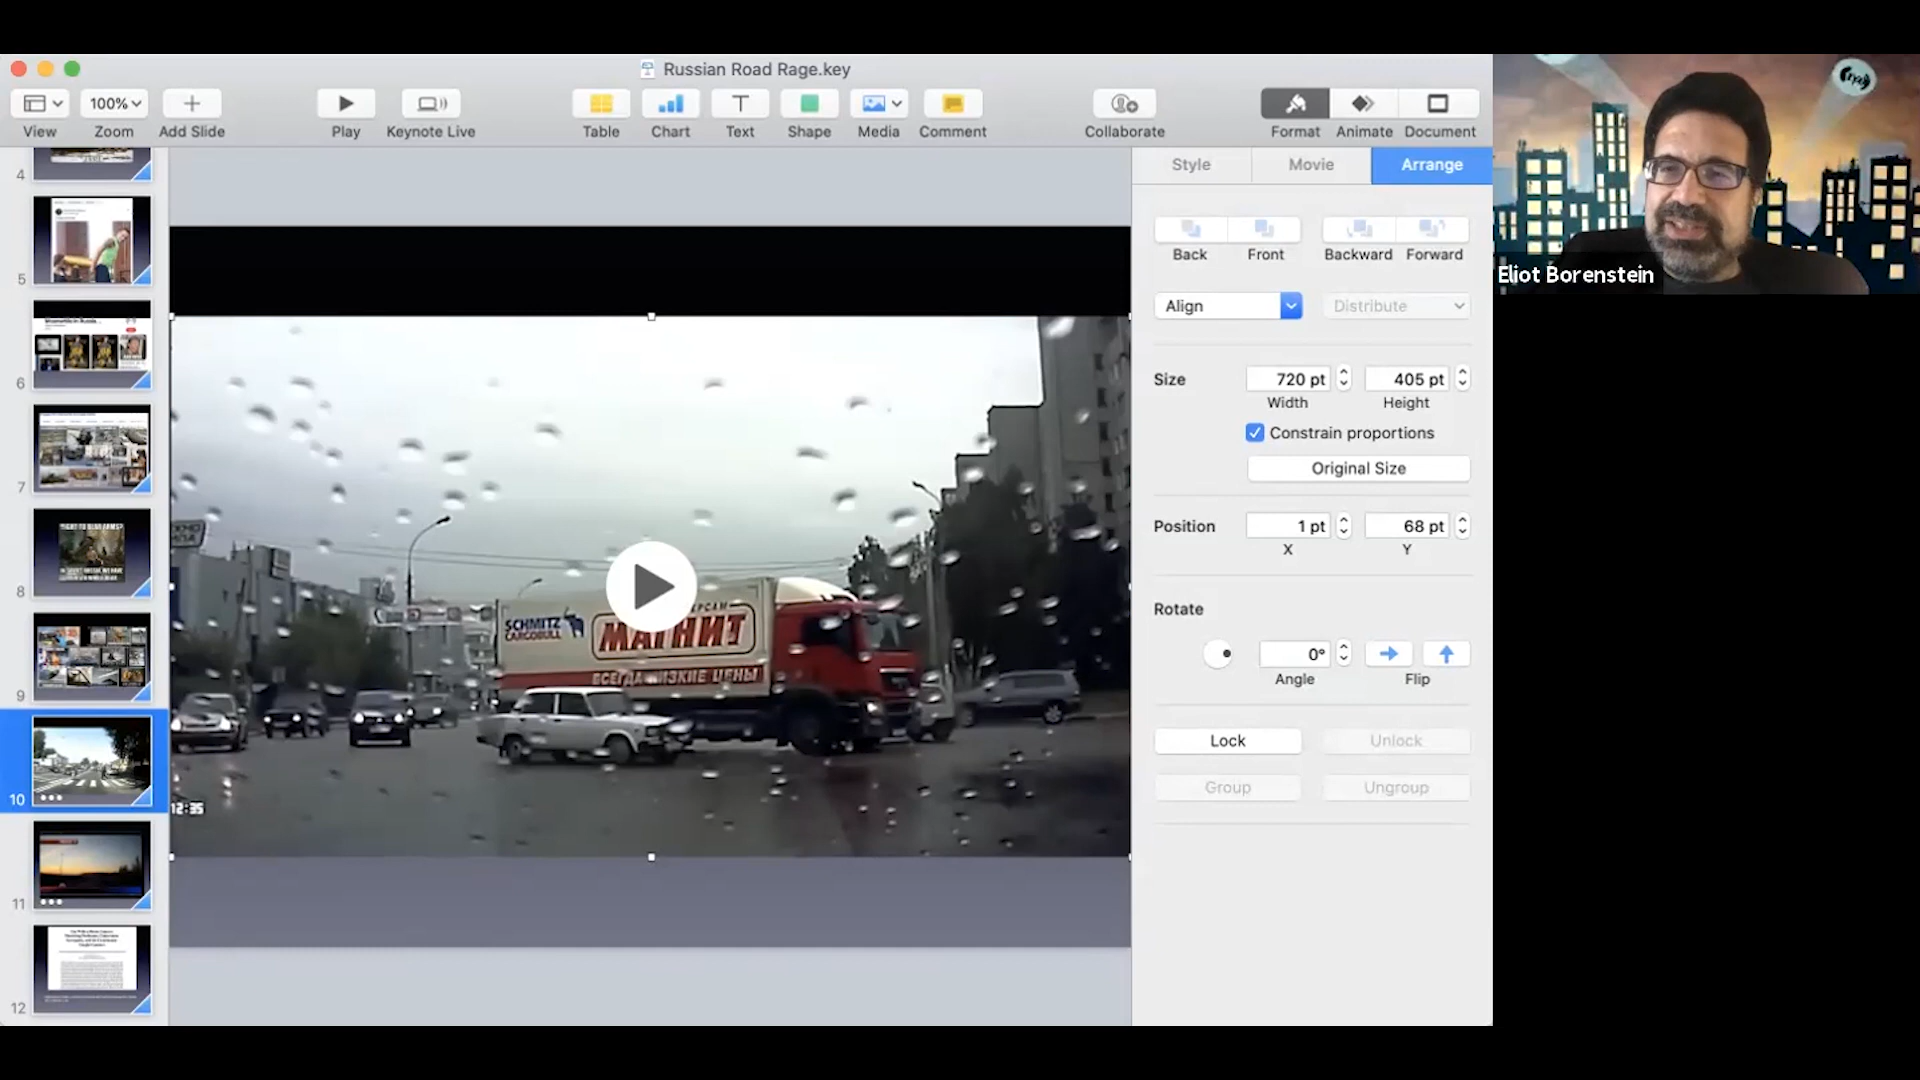 Russian Road Rage.key
100%
View
Zoom
Add Slide
Play
Keynote Live
Table
Chart
Text
Shape
Media
Comment
Collaborate
Format
Animate
Document
Style
Movie
Arrange
Back
Front
Backward
Forward
Align
Distribute
Size
720 pt
405 pt
Width
Height
Constrain proportions
Original Size
Position
1 pt
68 pt
X
Y
Rotate
0°
Angle
Flip
Lock
Unlock
Group
Ungroup
4
5
6
7
8
9
10
11
12
SCHMITZ
CARGOBULL
МАГНИТ
ВСЕГДА НИЗКИЕ ЦЕНЫ
12:35
Eliot Borenstein